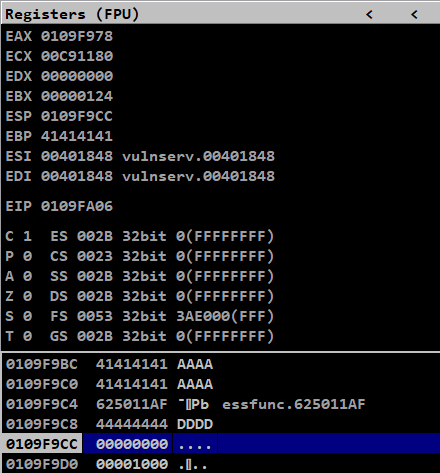 Registers (FPU) < <
EAX 0109F978
ECX 00C91180
EDX 00000000
EBX 00000124
ESP 0109F9CC
EBP 41414141
ESI 00401848 vulnserv.00401848
EDI 00401848 vulnserv.00401848
EIP 0109FA06
C 1 ES 002B 32bit 0(FFFFFFFF)
P 0 CS 0023 32bit 0(FFFFFFFF)
A 0 SS 002B 32bit 0(FFFFFFFF)
Z 0 DS 002B 32bit 0(FFFFFFFF)
S 0 FS 0053 32bit 3AE000(FFF)
T 0 GS 002B 32bit 0(FFFFFFFF)
0109F9BC 41414141 AAAA
0109F9C0 41414141 AAAA
0109F9C4 625011AF ¯▯Pb essfunc.625011AF
0109F9C8 44444444 DDDD
0109F9CC 00000000 ....
0109F9D0 00001000 .▯..